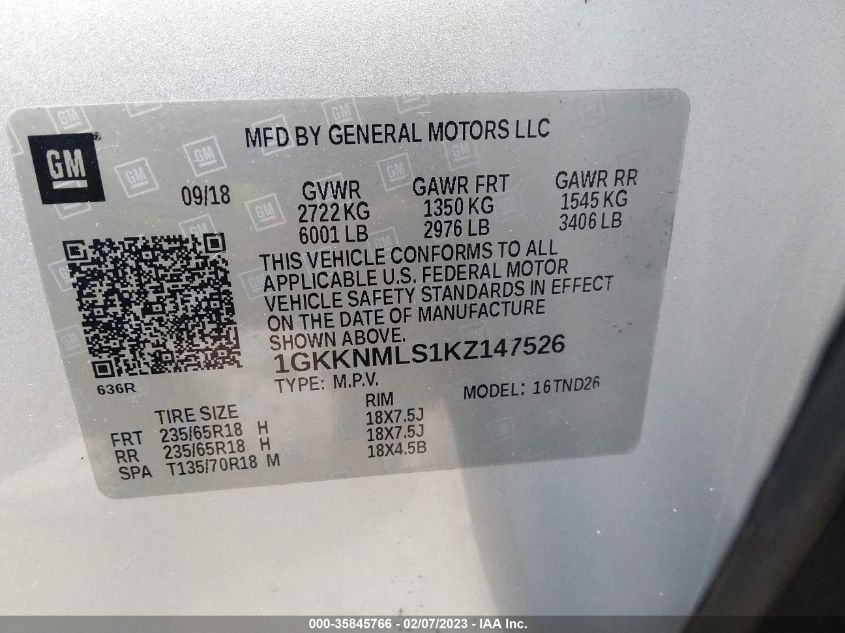 GM
MFD BY GENERAL MOTORS LLC
09/18
GVWR GAWR FRT GAWR RR
2722 KG 1350 KG 1545 KG
6001 LB 2976 LB 3406 LB
THIS VEHICLE CONFORMS TO ALL
APPLICABLE U.S. FEDERAL MOTOR
VEHICLE SAFETY STANDARDS IN EFFECT
ON THE DATE OF MANUFACTURE
SHOWN ABOVE.
1GKKNMLS1KZ147526
636R
TYPE: M.P.V. MODEL: 16TND26
TIRE SIZE RIM
FRT 235/65R18 H 18X7.5J
RR 235/65R18 H 18X7.5J
SPA T135/70R18 M 18X4.5B
000-35845766 - 02/07/2023 - IAA Inc.